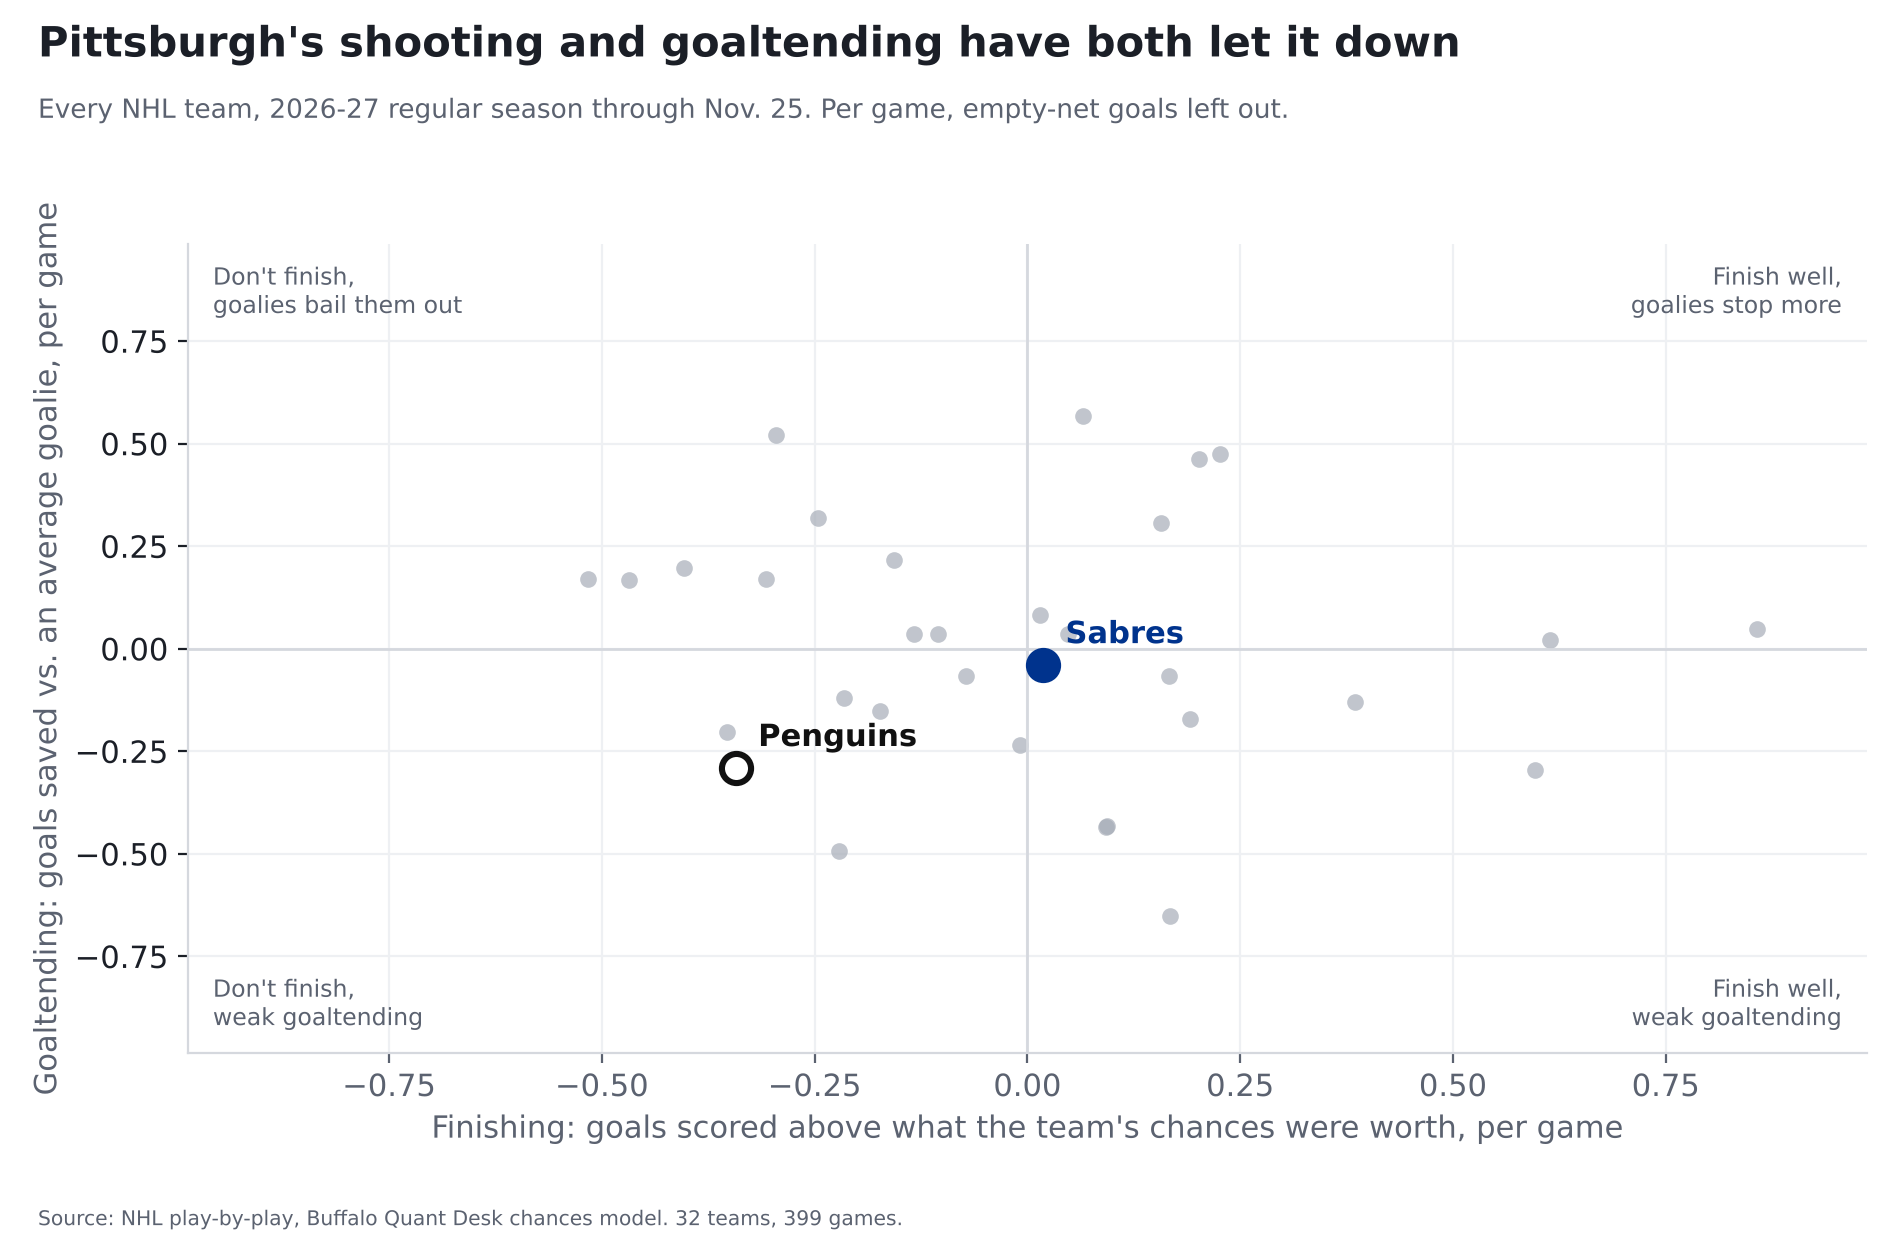 Pittsburgh's shooting and goaltending have both let it down
Every NHL team, 2026-27 regular season through Nov. 25. Per game, empty-net goals left out.
Goaltending: goals saved vs. an average goalie, per game
Don't finish,
goalies bail them out
Finish well,
goalies stop more
0.75
0.50
0.25
0.00
−0.25
−0.50
−0.75
Sabres
Penguins
Don't finish,
weak goaltending
Finish well,
weak goaltending
−0.75
−0.50
−0.25
0.00
0.25
0.50
0.75
Finishing: goals scored above what the team's chances were worth, per game
Source: NHL play-by-play, Buffalo Quant Desk chances model. 32 teams, 399 games.